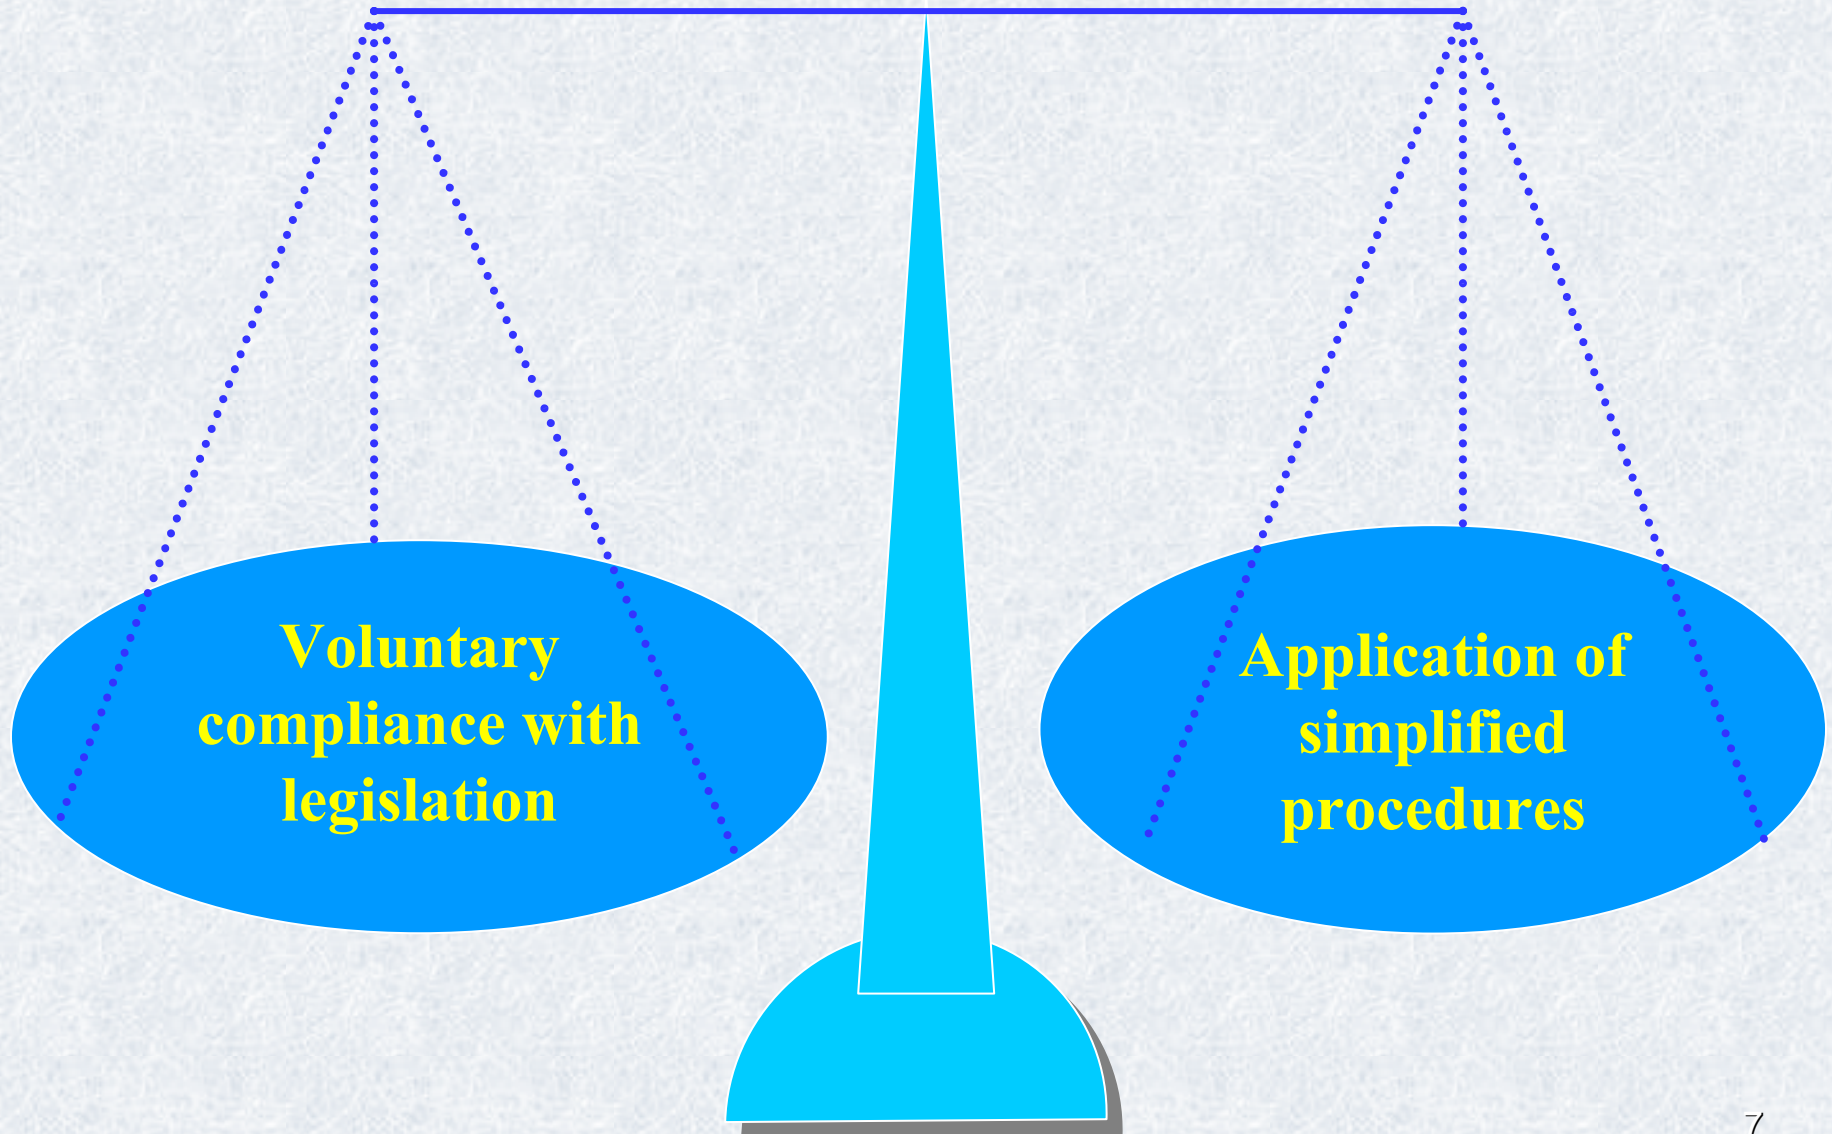 Voluntary
compliance with
legislation
Application of
simplified
procedures
7